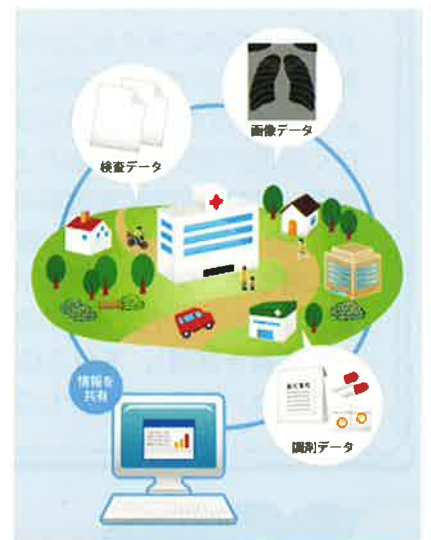 画像データ
検査データ
情報を
共有
調剤データ